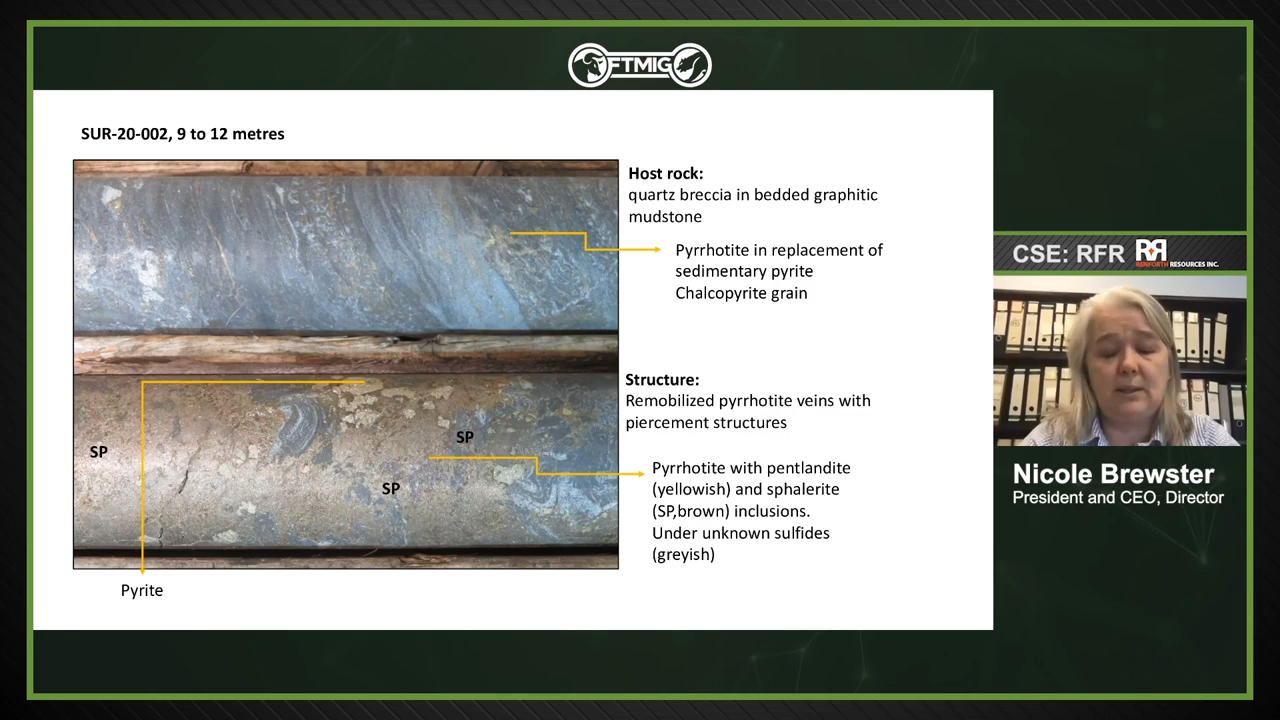 FTMIG
SUR-20-002, 9 to 12 metres
Host rock:
quartz breccia in bedded graphitic
mudstone
Pyrrhotite in replacement of
sedimentary pyrite
Chalcopyrite grain
Structure:
Remobilized pyrrhotite veins with
piercement structures
SP
SP
SP
Pyrrhotite with pentlandite
(yellowish) and sphalerite
(SP,brown) inclusions.
Under unknown sulfides
(greyish)
Pyrite
CSE: RFR
RENFORTH RESOURCES INC.
Nicole Brewster
President and CEO, Director